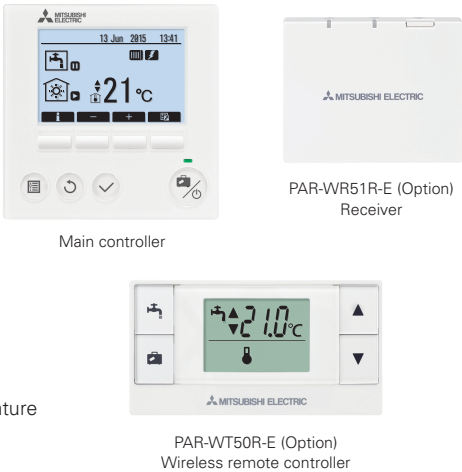 MITSUBISHI
ELECTRIC
13 Jun 2015 13:41
21 °C
i − +
MITSUBISHI ELECTRIC
PAR-WR51R-E (Option)
Receiver
Main controller
21.0°C
MITSUBISHI ELECTRIC
ature
PAR-WT50R-E (Option)
Wireless remote controller